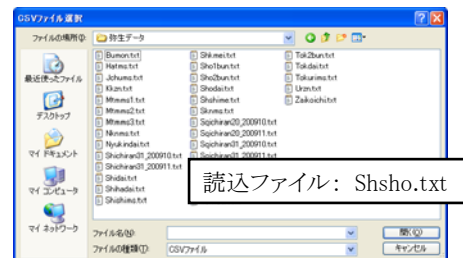 CSVファイル選択
ファイルの場所(I):
弥生データ
最近使ったファイル
デスクトップ
マイ ドキュメント
マイ コンピュータ
マイ ネットワーク
Bumon.txt
Hatms.txt
Jchums.txt
Kkzn.txt
Mtmms1.txt
Mtmms2.txt
Mtmms3.txt
Nknms.txt
Nyukindai.txt
Shichiran31_200910.txt
Shichiran31_200911.txt
Shidai.txt
Shihadai.txt
Shishima.txt
Shkmei.txt
Sho1bun.txt
Sho2bun.txt
Shodai.txt
Shshime.txt
Sknms.txt
Sqichiran20_200910.txt
Sqichiran20_200911.txt
Sqichiran31_200910.txt
Tok2bun.txt
Tokdai.txt
Tokurims.txt
Urzn.txt
Zaikoichi.txt
読込ファイル: Shsho.txt
ファイル名(N):
開く(O)
ファイルの種類(T):
CSVファイル
キャンセル